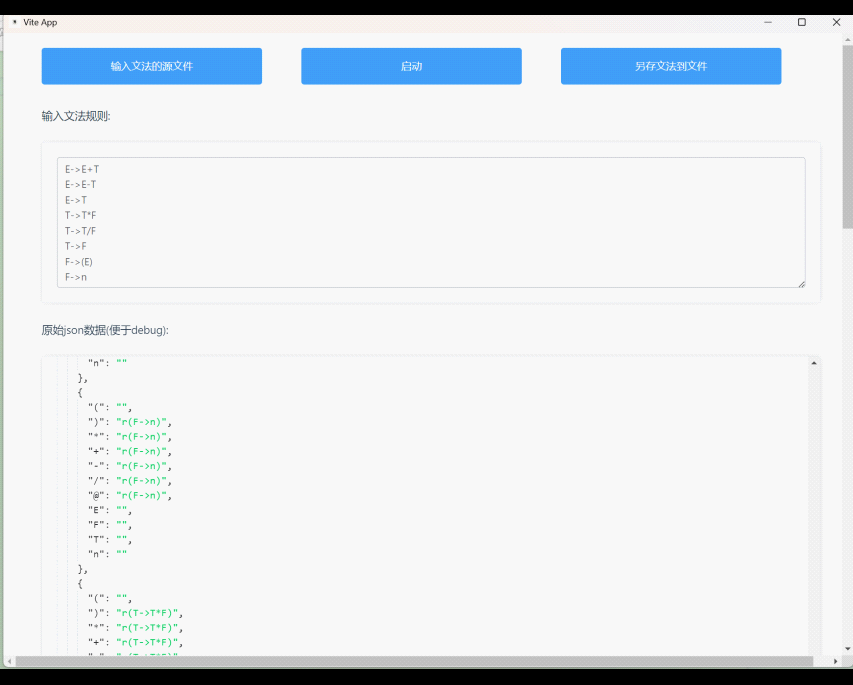 Vite App
输入文法的源文件
启动
另存文法到文件
输入文法规则:
E->E+T
E->E-T
E->T
T->T*F
T->T/F
T->F
F->(E)
F->n
原始json数据(便于debug):
"n": ""
},
{
"(": "",
")": "r(F->n)",
"*": "r(F->n)",
"+": "r(F->n)",
"-": "r(F->n)",
"/": "r(F->n)",
"@": "r(F->n)",
"E": "",
"F": "",
"T": "",
"n": ""
},
{
"(": "",
")": "r(T->T*F)",
"*": "r(T->T*F)",
"+": "r(T->T*F)",